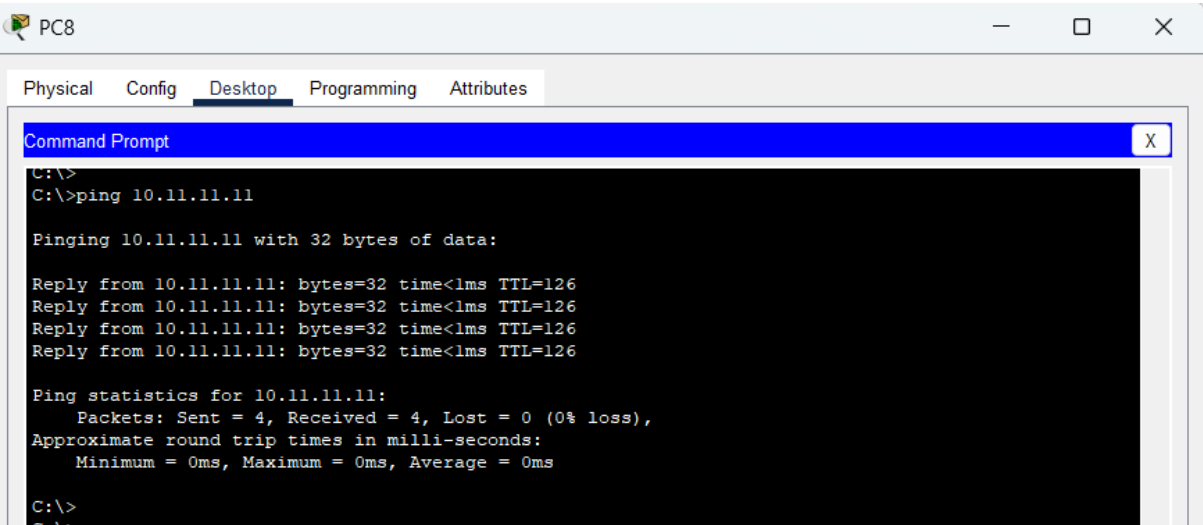 PC8
Physical Config Desktop Programming Attributes
Command Prompt
X
C:\>
C:\>ping 10.11.11.11
Pinging 10.11.11.11 with 32 bytes of data:
Reply from 10.11.11.11: bytes=32 time<1ms TTL=126
Reply from 10.11.11.11: bytes=32 time<1ms TTL=126
Reply from 10.11.11.11: bytes=32 time<1ms TTL=126
Reply from 10.11.11.11: bytes=32 time<1ms TTL=126
Ping statistics for 10.11.11.11:
Packets: Sent = 4, Received = 4, Lost = 0 (0% loss),
Approximate round trip times in milli-seconds:
Minimum = 0ms, Maximum = 0ms, Average = 0ms
C:\>